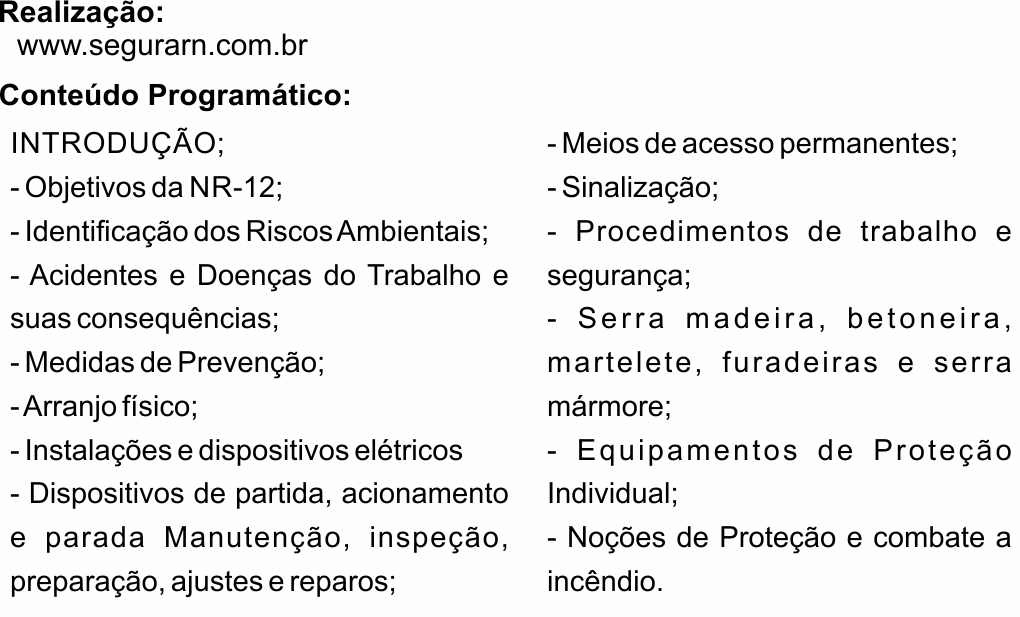 Realização:
www.segurarn.com.br
Conteúdo Programático:
INTRODUÇÃO;
- Objetivos da NR-12;
- Identificação dos Riscos Ambientais;
- Acidentes e Doenças do Trabalho e
suas consequências;
- Medidas de Prevenção;
- Arranjo físico;
- Instalações e dispositivos elétricos
- Dispositivos de partida, acionamento
e parada Manutenção, inspeção,
preparação, ajustes e reparos;
- Meios de acesso permanentes;
- Sinalização;
- Procedimentos de trabalho e
segurança;
- Serra madeira, betoneira,
martelete, furadeiras e serra
mármore;
- Equipamentos de Proteção
Individual;
- Noções de Proteção e combate a
incêndio.